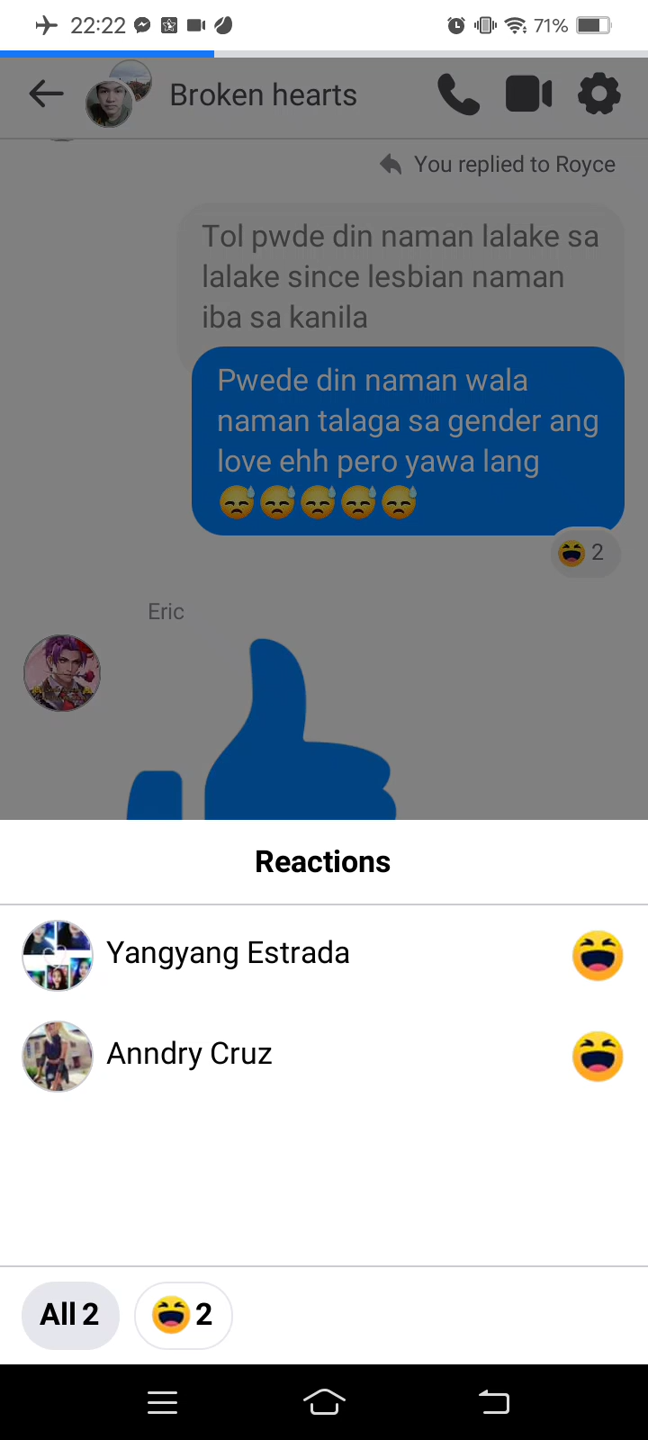 22:22
71%
Broken hearts
You replied to Royce
Tol pwde din naman lalake sa
lalake since lesbian naman
iba sa kanila
Pwede din naman wala
naman talaga sa gender ang
love ehh pero yawa lang
😓😓😓😓😓
😆 2
Eric
Reactions
Yangyang Estrada 😆
Anndry Cruz 😆
All 2 😆 2